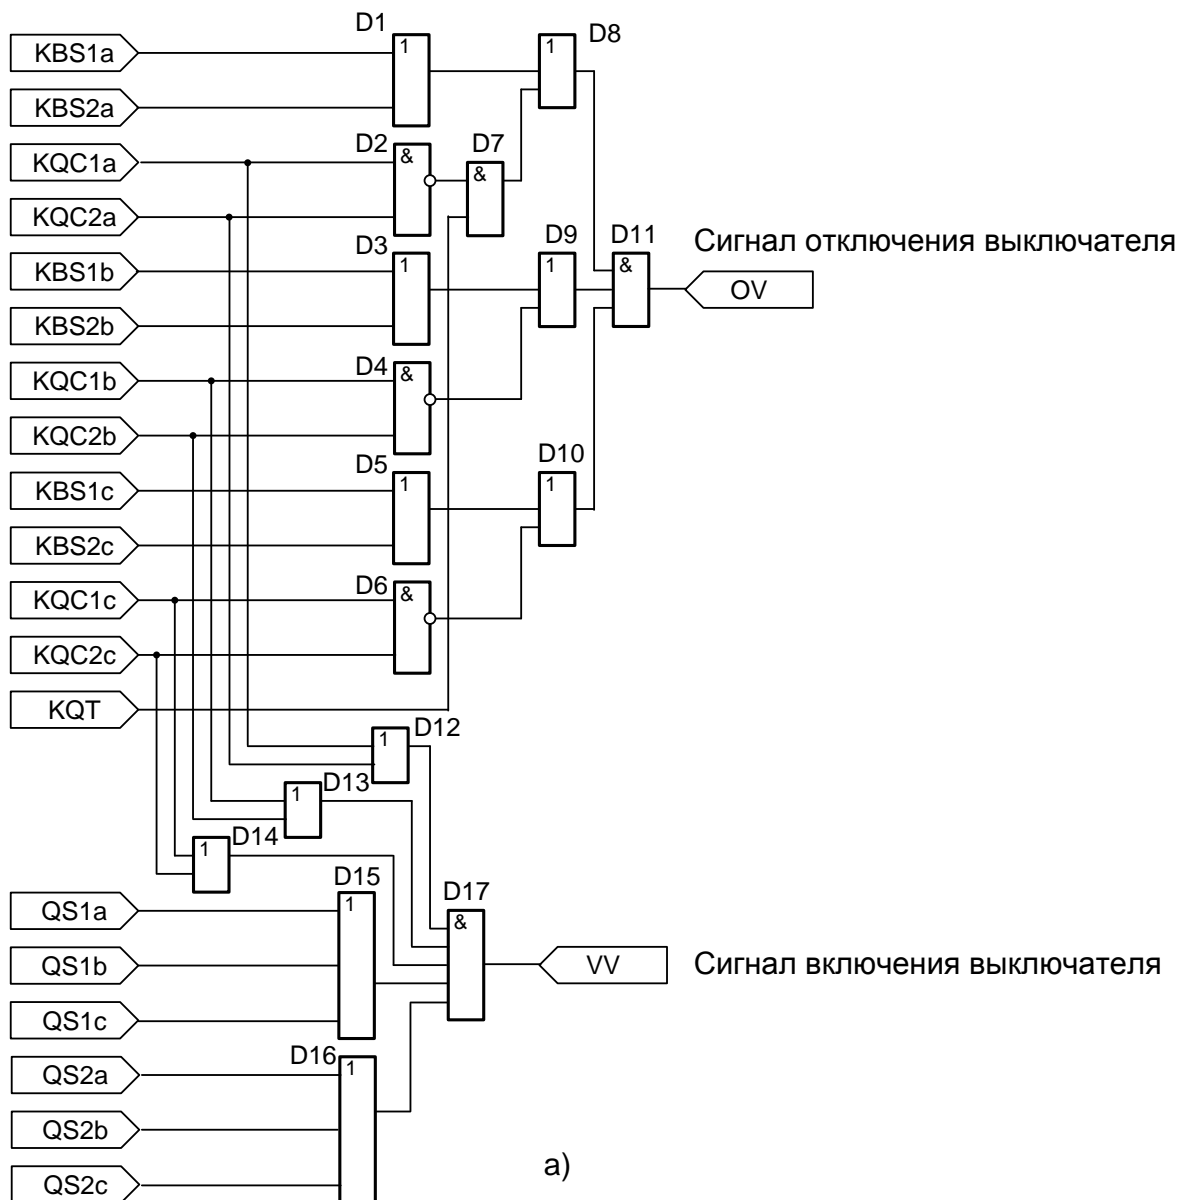 D1
1
1
D8
KBS1a
KBS2a
D2
D7
KQC1a
&
&
KQC2a
D3
D9
D11
Сигнал отключения выключателя
KBS1b
1
1
&
OV
KBS2b
D4
KQC1b
&
KQC2b
D5
D10
KBS1c
1
1
KBS2c
D6
KQC1c
&
KQC2c
KQT
D12
1
D13
1
D14
1
D15
D17
QS1a
1
&
QS1b
VV
Сигнал включения выключателя
QS1c
D16
QS2a
1
QS2b
QS2c
а)